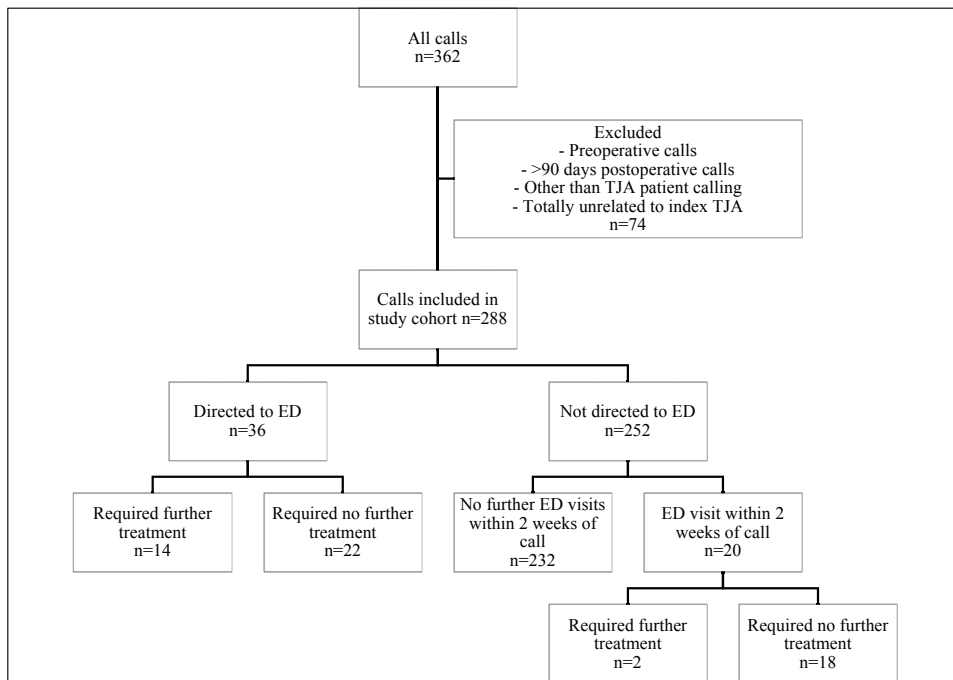 All calls
n=362
Excluded
- Preoperative calls
- >90 days postoperative calls
- Other than TJA patient calling
- Totally unrelated to index TJA
n=74
Calls included in
study cohort n=288
Directed to ED
n=36
Not directed to ED
n=252
Required further
treatment
n=14
Required no further
treatment
n=22
No further ED visits
within 2 weeks of
call
n=232
ED visit within 2
weeks of call
n=20
Required further
treatment
n=2
Required no further
treatment
n=18